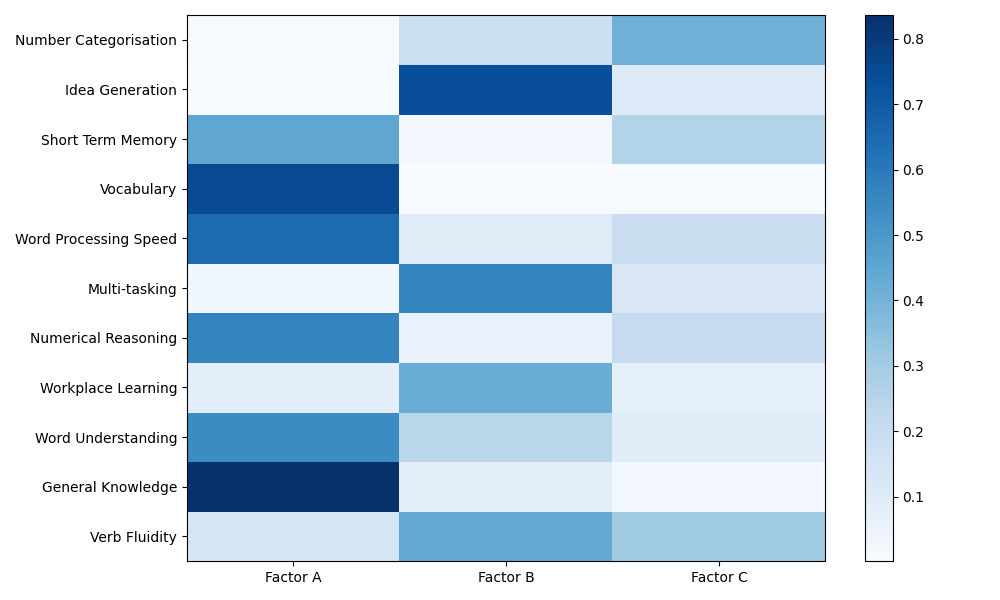 Number Categorisation
Idea Generation
Short Term Memory
Vocabulary
Word Processing Speed
Multi-tasking
Numerical Reasoning
Workplace Learning
Word Understanding
General Knowledge
Verb Fluidity
Factor A
Factor B
Factor C
0.8
0.7
0.6
0.5
0.4
0.3
0.2
0.1